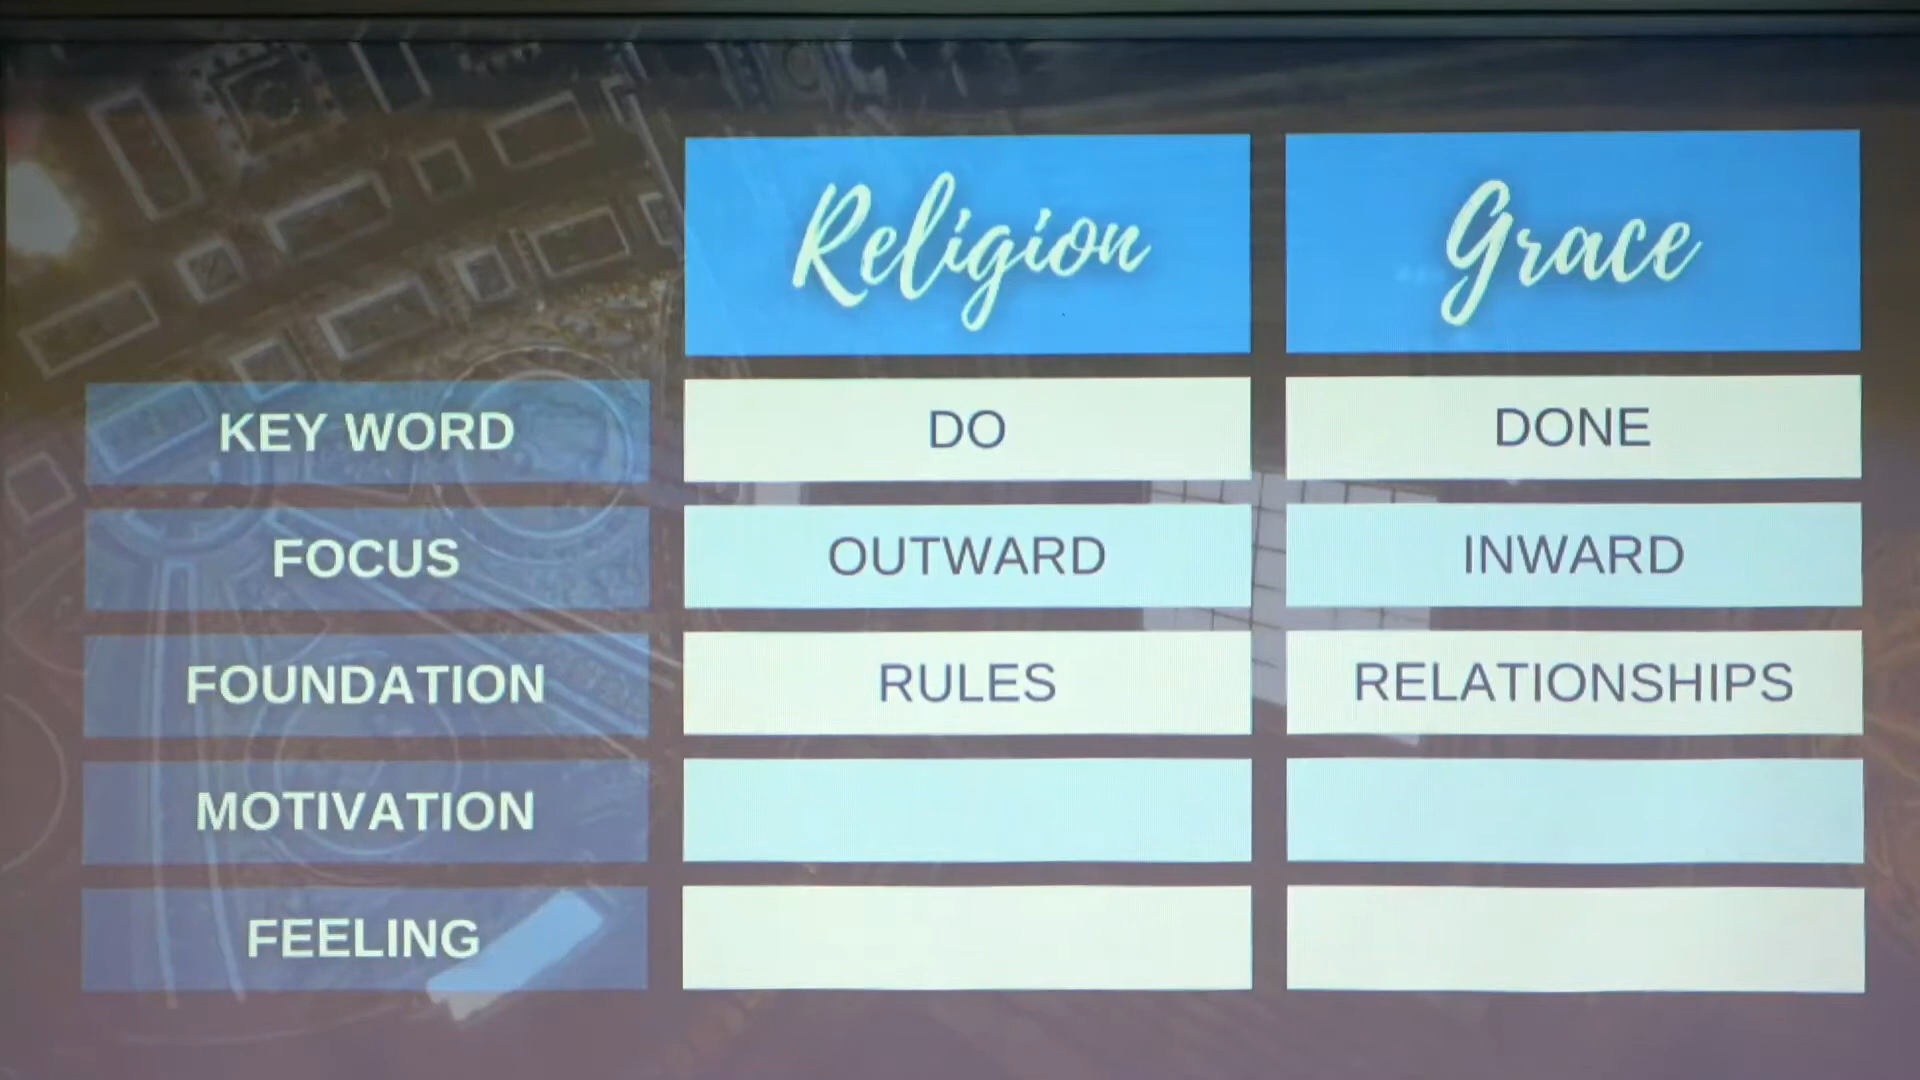 Religion Grace
KEY WORD DO DONE
FOCUS OUTWARD INWARD
FOUNDATION RULES RELATIONSHIPS
MOTIVATION
FEELING